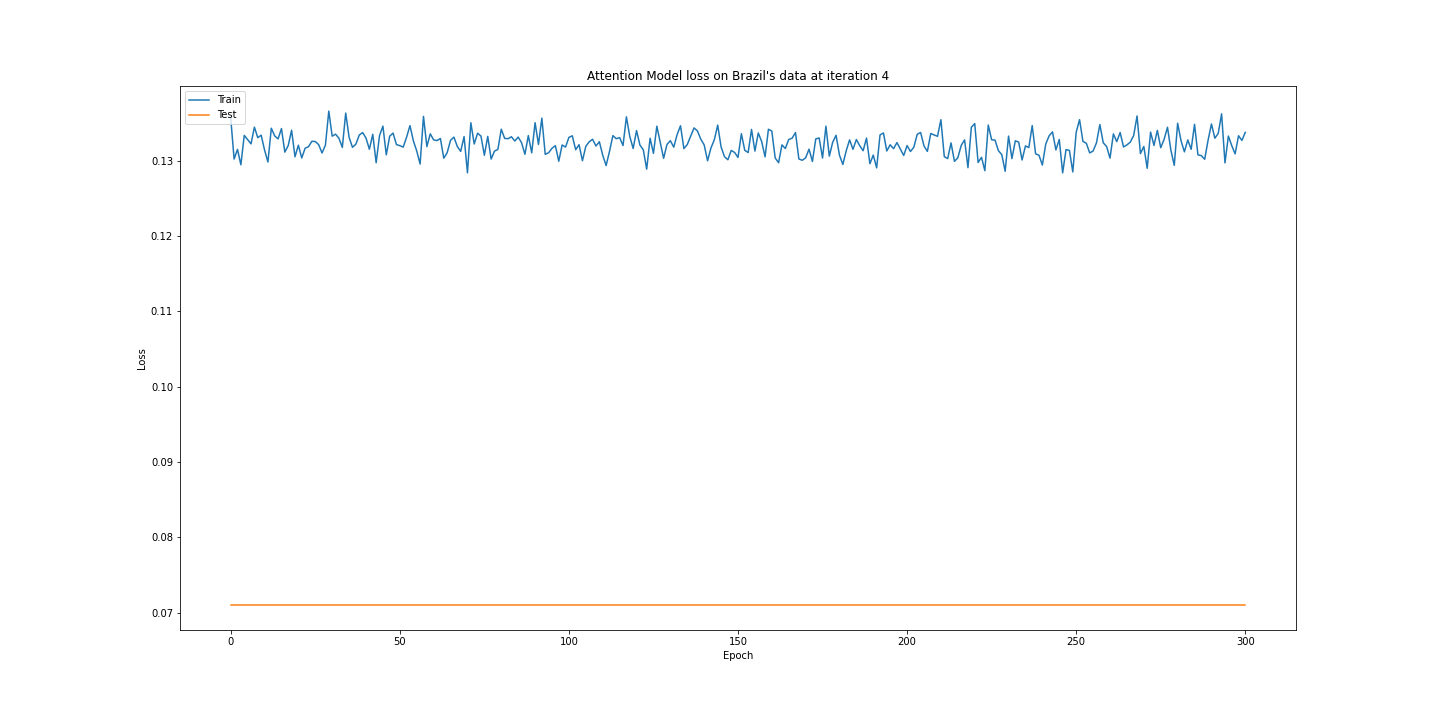 Attention Model loss on Brazil's data at iteration 4
Train
Test
0.13
0.12
0.11
0.10
0.09
0.08
0.07
Loss
0 50 100 150 200 250 300
Epoch